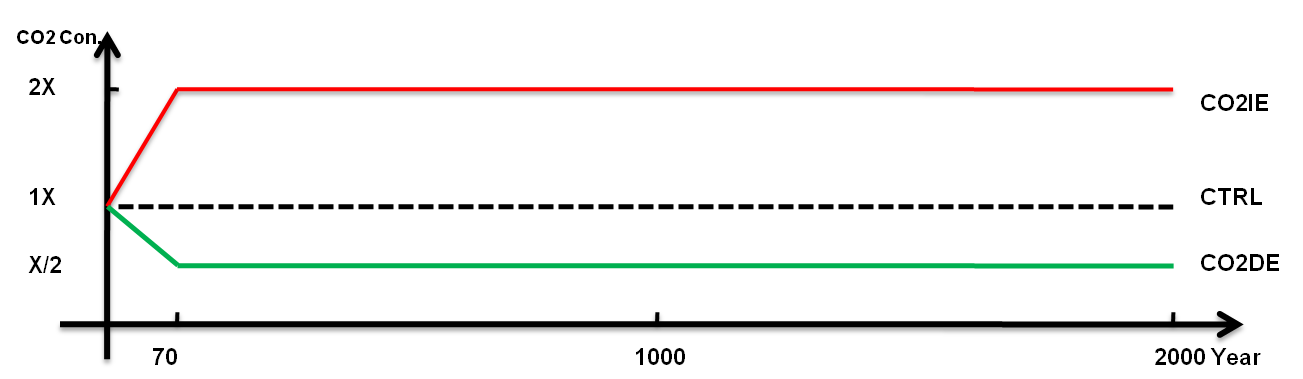 CO2 Con.
2X
CO2IE
1X
CTRL
X/2
CO2DE
70
1000
2000 Year